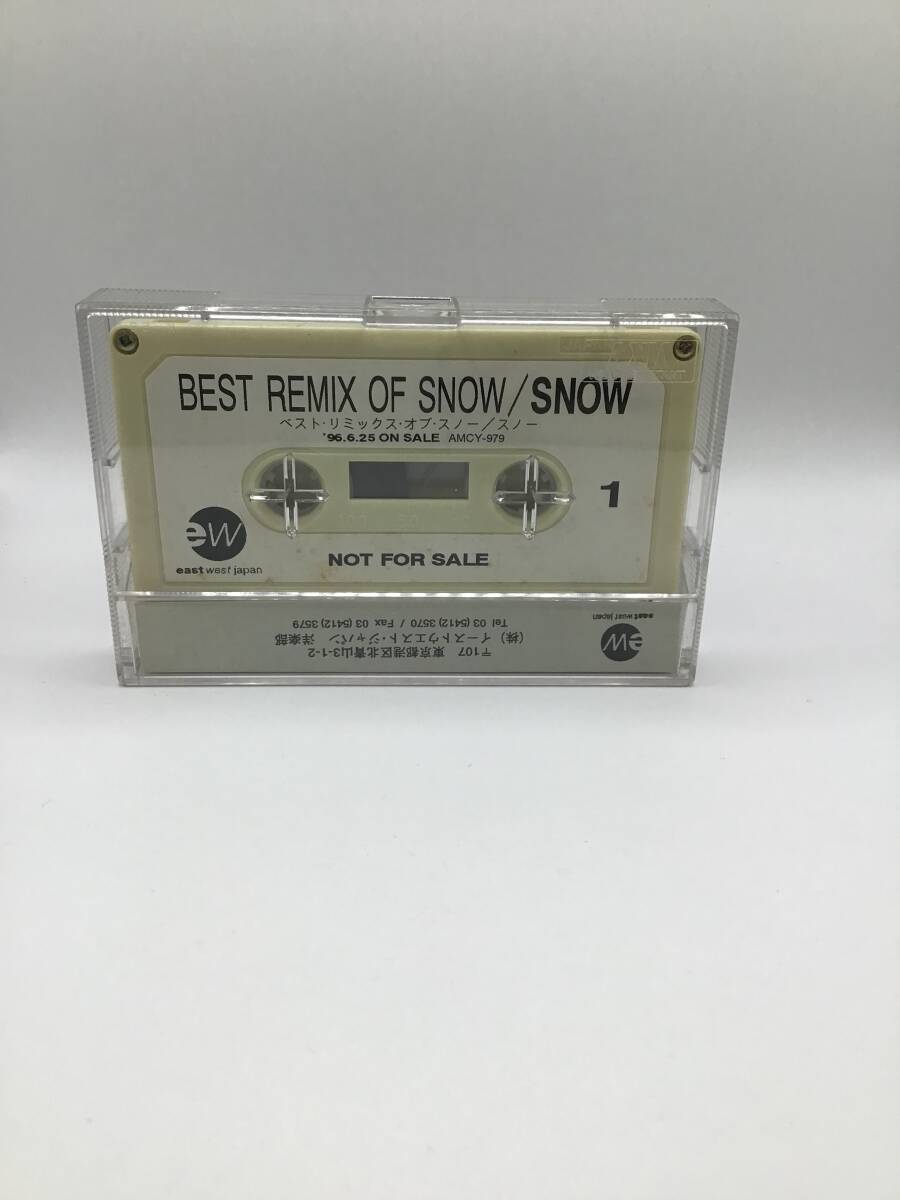 BEST REMIX OF SNOW/SNOW
ベスト・リミックス・オブ・スノー/スノー
'96.6.25 ON SALE AMCY-979
1
ew
east west japan
NOT FOR SALE
〒107 東京都港区北青山3-1-2
(株) イーストウエスト・ジャパン 洋楽部
Tel 03 (5412) 3570 / Fax 03 (5412) 3579
ew
east west japan